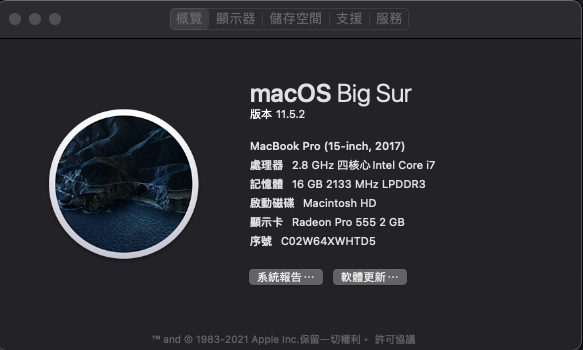 概覽 顯示器 儲存空間 支援 服務
macOS Big Sur
版本 11.5.2
MacBook Pro (15-inch, 2017)
處理器 2.8 GHz 四核心 Intel Core i7
記憶體 16 GB 2133 MHz LPDDR3
啟動磁碟 Macintosh HD
顯示卡 Radeon Pro 555 2 GB
序號 C02W64XWHTD5
系統報告⋯ 軟體更新⋯
™ and © 1983-2021 Apple Inc.保留一切權利。 許可協議